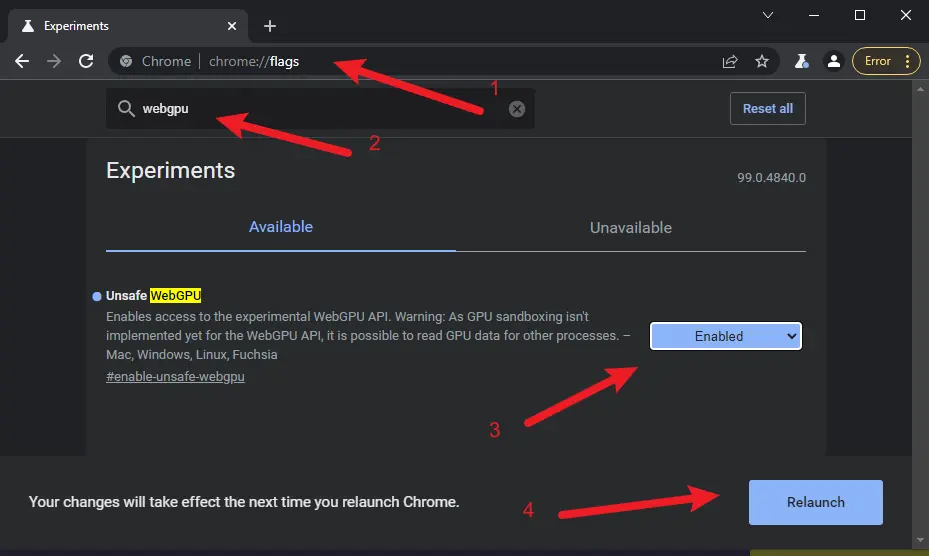 Experiments
Chrome chrome://flags
Error
1
webgpu
Reset all
2
Experiments
99.0.4840.0
Available
Unavailable
Unsafe WebGPU
Enables access to the experimental WebGPU API. Warning: As GPU sandboxing isn't
implemented yet for the WebGPU API, it is possible to read GPU data for other processes. –
Mac, Windows, Linux, Fuchsia
#enable-unsafe-webgpu
Enabled
3
Your changes will take effect the next time you relaunch Chrome.
4
Relaunch